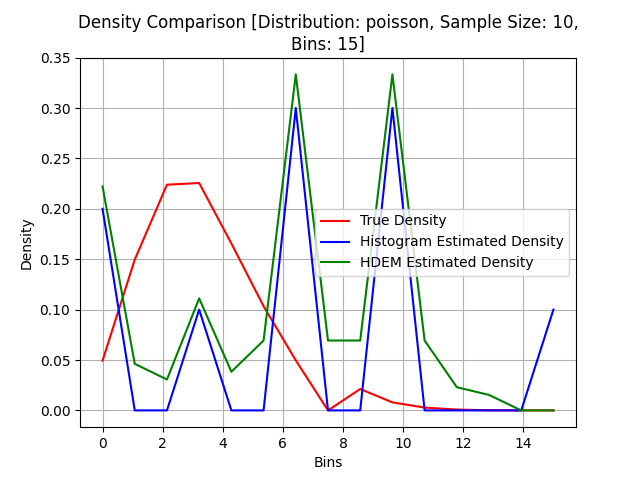 Density Comparison [Distribution: poisson, Sample Size: 10,
Bins: 15]
0.35
0.30
0.25
0.20
0.15
0.10
0.05
0.00
Density
True Density
Histogram Estimated Density
HDEM Estimated Density
0 2 4 6 8 10 12 14
Bins